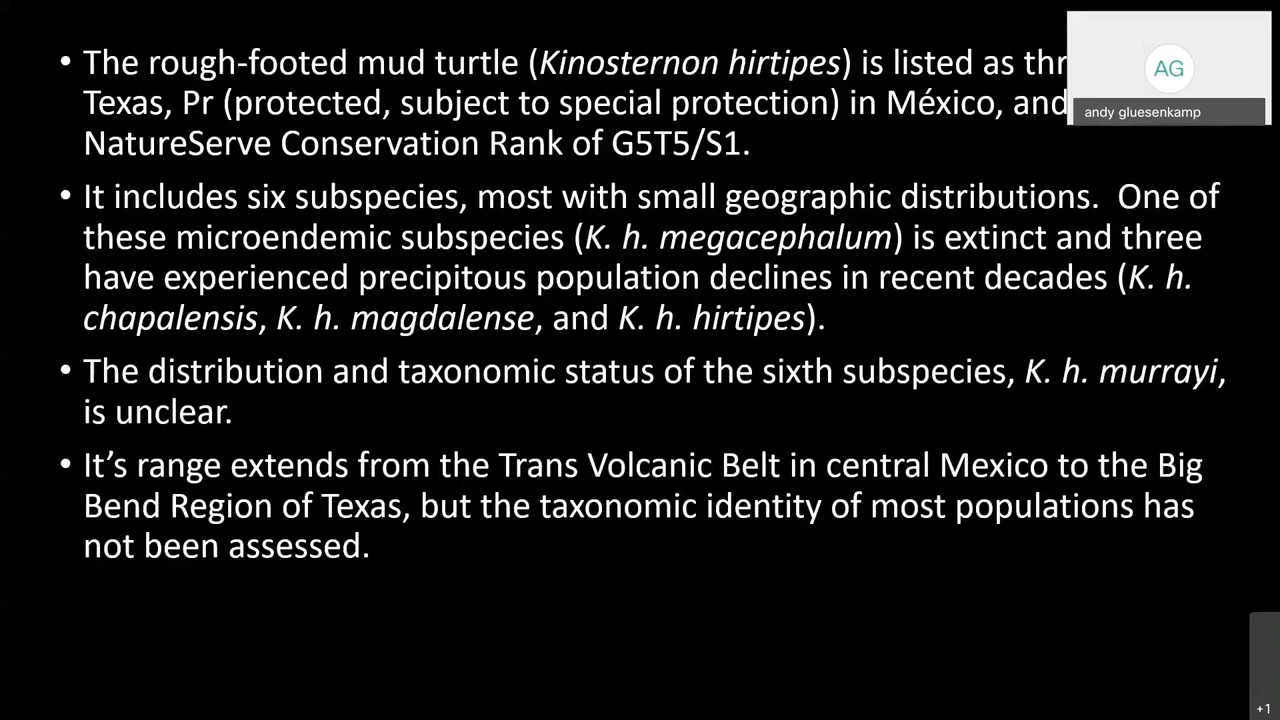 • The rough-footed mud turtle (Kinosternon hirtipes) is listed as
Texas, Pr (protected, subject to special protection) in México, and
NatureServe Conservation Rank of G5T5/S1.
• It includes six subspecies, most with small geographic distributions. One of
these microendemic subspecies (K. h. megacephalum) is extinct and three
have experienced precipitous population declines in recent decades (K. h.
chapalensis, K. h. magdalense, and K. h. hirtipes).
• The distribution and taxonomic status of the sixth subspecies, K. h. murrayi,
is unclear.
• It’s range extends from the Trans Volcanic Belt in central Mexico to the Big
Bend Region of Texas, but the taxonomic identity of most populations has
not been assessed.
AG
andy gluesenkamp
+1